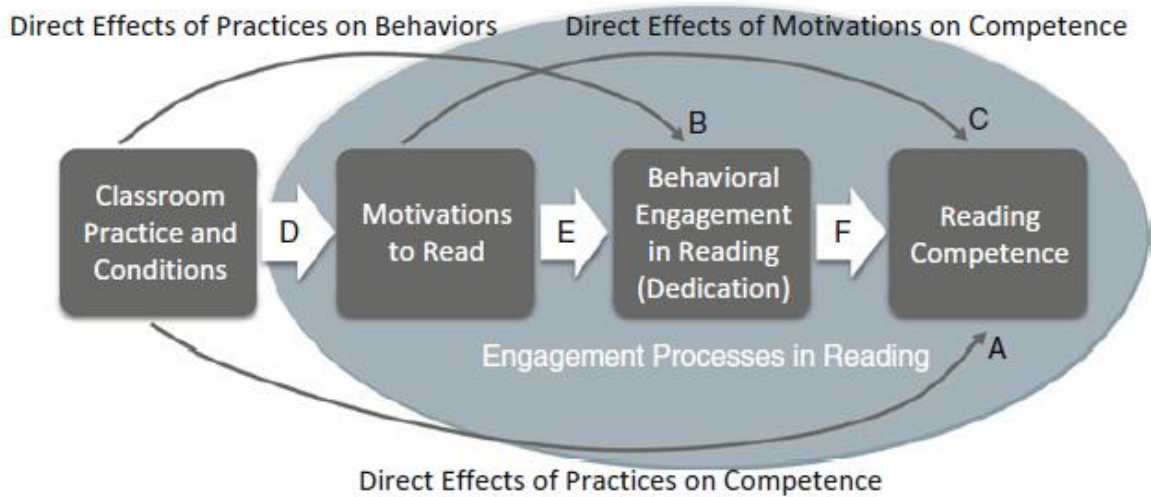 Direct Effects of Practices on Behaviors
Direct Effects of Motivations on Competence
B
C
Classroom
Practice and
Conditions
D
Motivations
to Read
E
Behavioral
Engagement
in Reading
(Dedication)
F
Reading
Competence
Engagement Processes in Reading
A
Direct Effects of Practices on Competence